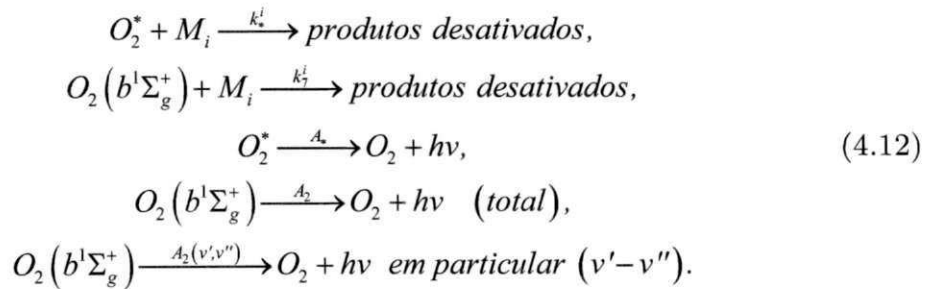 O₂* + Mᵢ —k*ⁱ→ produtos desativados,
O₂(b¹Σg⁺) + Mᵢ —k₇ⁱ→ produtos desativados,
O₂* —A*→ O₂ + hν, (4.12)
O₂(b¹Σg⁺) —A₂→ O₂ + hν (total),
O₂(b¹Σg⁺) —A₂(ν',ν'')→ O₂ + hν em particular (ν'−ν'').